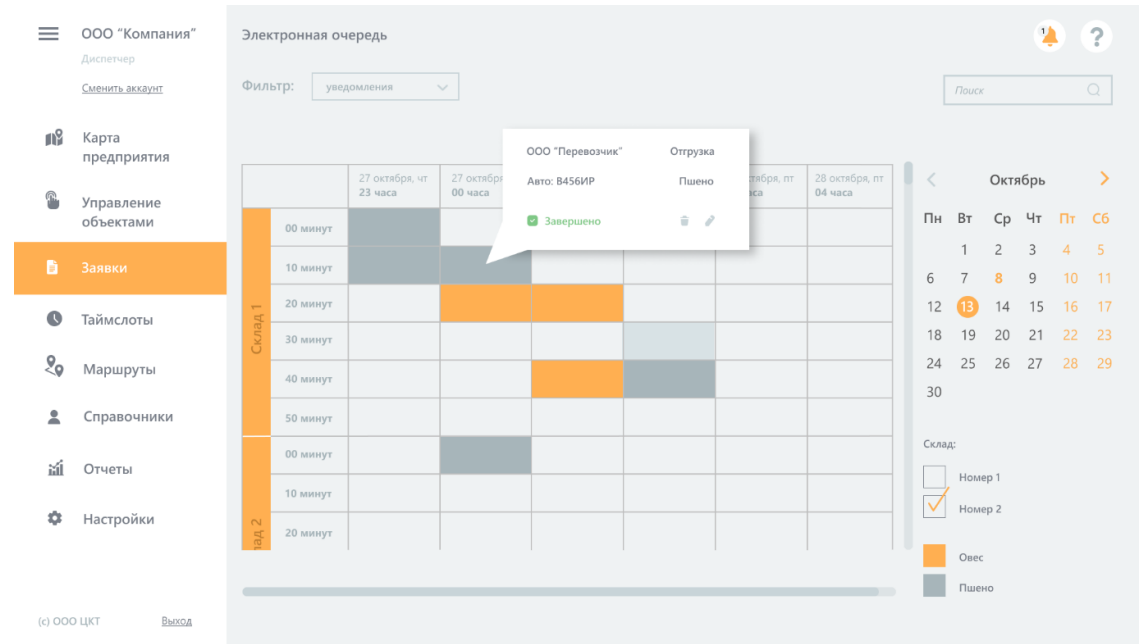 ООО “Компания”
Диспетчер
Сменить аккаунт
Карта
предприятия
Управление
объектами
Заявки
Таймслоты
Маршруты
Справочники
Отчеты
Настройки
(с) ООО ЦКТ
Выход
Электронная очередь
1
?
Фильтр:
уведомления
Поиск
ООО “Перевозчик”
Отгрузка
Авто: В456ИР
Пшено
Завершено
27 октября, чт
23 часа
27 октября
00 часа
28 октября, пт
04 часа
Склад 1
00 минут
10 минут
20 минут
30 минут
40 минут
50 минут
00 минут
10 минут
20 минут
Октябрь
Пн Вт Ср Чт Пт Сб
1 2 3 4 5
6 7 8 9 10 11
12 13 14 15 16 17
18 19 20 21 22 23
24 25 26 27 28 29
30
Склад:
Номер 1
Номер 2
Овес
Пшено